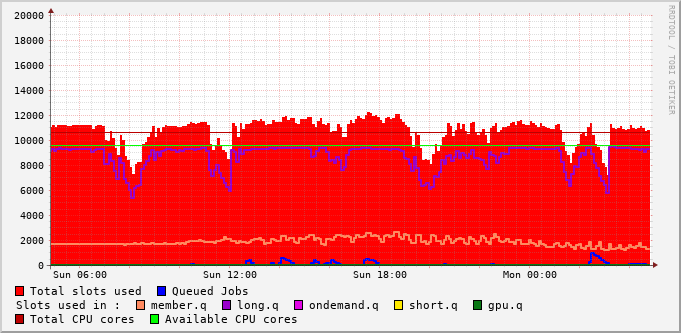 20000
18000
16000
14000
12000
10000
8000
6000
4000
2000
0
Sun 06:00 Sun 12:00 Sun 18:00 Mon 00:00
RRDTOOL / TOBI OETIKER
Total slots used Queued Jobs
Slots used in : member.q long.q ondemand.q short.q gpu.q
Total CPU cores Available CPU cores